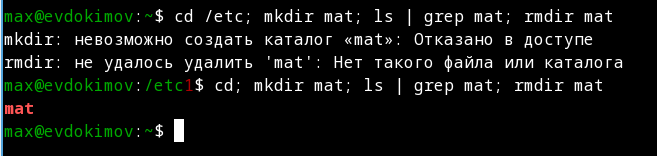 max@evdokimov:~$ cd /etc; mkdir mat; ls | grep mat; rmdir mat
mkdir: невозможно создать каталог «mat»: Отказано в доступе
rmdir: не удалось удалить 'mat': Нет такого файла или каталога
max@evdokimov:/etc1$ cd; mkdir mat; ls | grep mat; rmdir mat
mat
max@evdokimov:~$